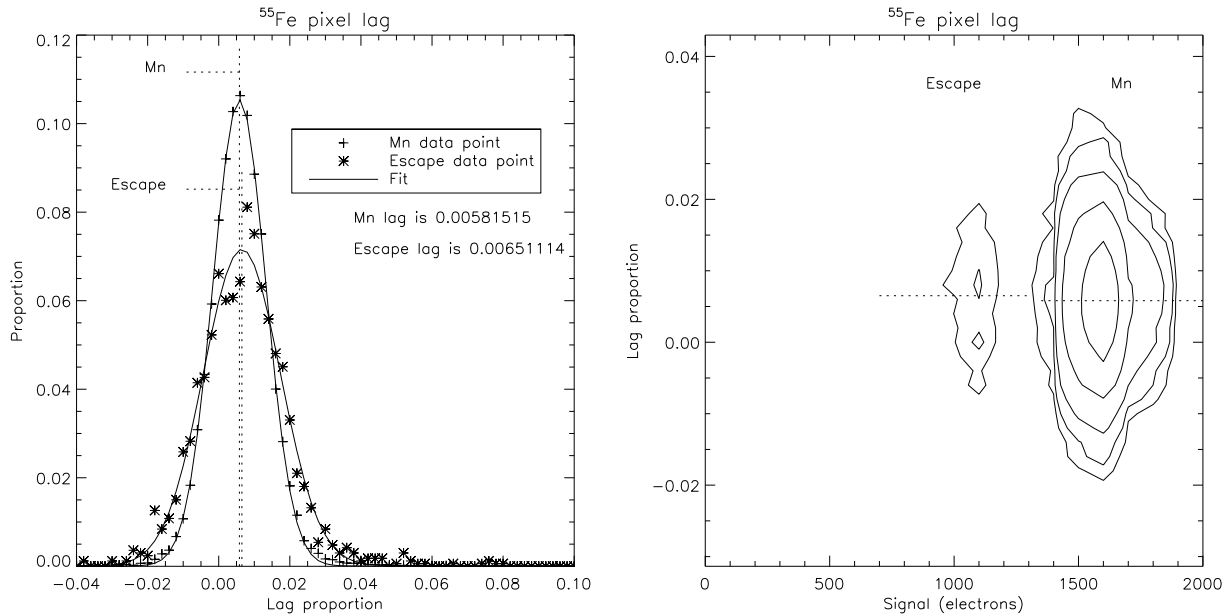 ⁵⁵Fe pixel lag
0.12
0.10
0.08
0.06
0.04
0.02
0.00
Proportion
Mn
Escape
Mn data point
Escape data point
Fit
Mn lag is 0.00581515
Escape lag is 0.00651114
−0.04 −0.02 0.00 0.02 0.04 0.06 0.08 0.10
Lag proportion
⁵⁵Fe pixel lag
0.04
0.02
0.00
−0.02
Lag proportion
Escape Mn
0 500 1000 1500 2000
Signal (electrons)